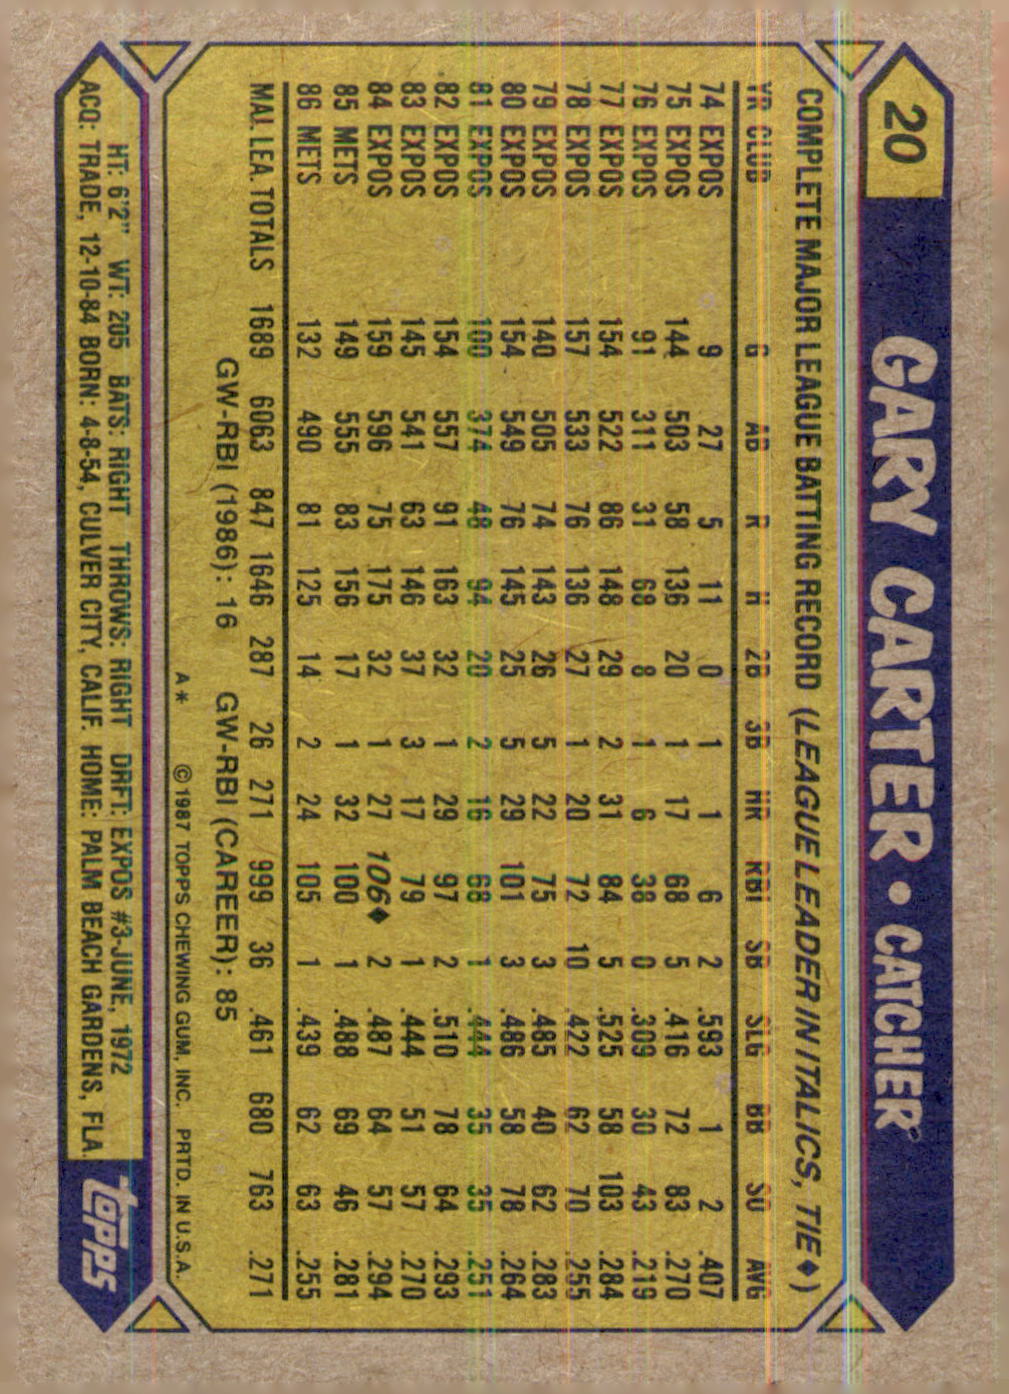 20 GARY CARTER • CATCHER
COMPLETE MAJOR LEAGUE BATTING RECORD (LEAGUE LEADER IN ITALICS, TIE♦)
YR CLUB G AB R H 2B 3B HR RBI SB SLG BB SO AVG
74 EXPOS 9 27 5 11 0 1 1 6 2 .593 1 2 .407
75 EXPOS 144 503 58 136 20 1 17 68 5 .416 72 83 .270
76 EXPOS 91 311 31 68 8 1 6 38 0 .309 30 43 .219
77 EXPOS 154 522 86 148 29 2 31 84 5 .525 58 103 .284
78 EXPOS 157 533 76 136 27 1 20 72 10 .422 62 70 .255
79 EXPOS 140 505 74 143 26 5 22 75 3 .485 40 62 .283
80 EXPOS 154 549 76 145 25 5 29 101 3 .486 58 78 .264
81 EXPOS 100 374 48 94 20 2 16 68 1 .444 35 35 .251
82 EXPOS 154 557 91 163 32 1 29 97 2 .510 78 64 .293
83 EXPOS 145 541 63 146 37 3 17 79 1 .444 51 57 .270
84 EXPOS 159 596 75 175 32 1 27 106♦ 2 .487 64 57 .294
85 METS 149 555 83 156 17 1 32 100 1 .488 69 46 .281
86 METS 132 490 81 125 14 2 24 105 1 .439 62 63 .255
MAJ. LEA. TOTALS 1689 6063 847 1646 287 26 271 999 36 .461 680 763 .271
GW-RBI (1986): 16 GW-RBI (CAREER): 85
A* ©1987 TOPPS CHEWING GUM, INC. PRTD. IN U.S.A.
HT: 6'2" WT: 205 BATS: RIGHT THROWS: RIGHT DRFT: EXPOS #3-JUNE, 1972
ACQ: TRADE, 12-10-84 BORN: 4-8-54, CULVER CITY, CALIF. HOME: PALM BEACH GARDENS, FLA.
topps